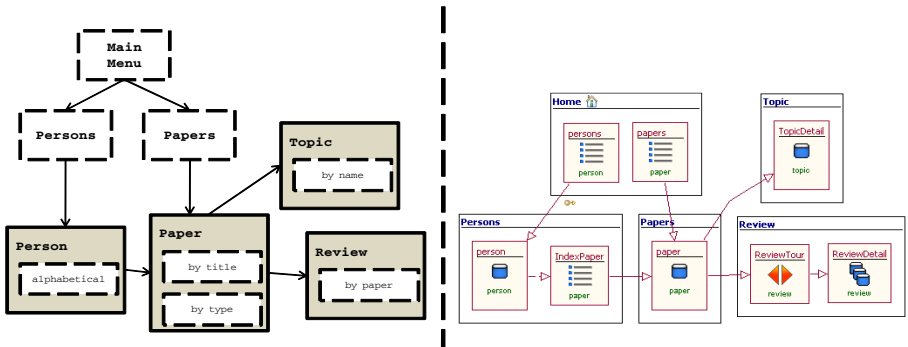 Main
Menu
Persons
Papers
Topic
by name
Person
alphabetical
Paper
by title
by type
Review
by paper
Home
persons
person
papers
paper
Topic
TopicDetail
topic
Persons
person
person
IndexPaper
paper
Papers
paper
paper
Review
ReviewTour
review
ReviewDetail
review